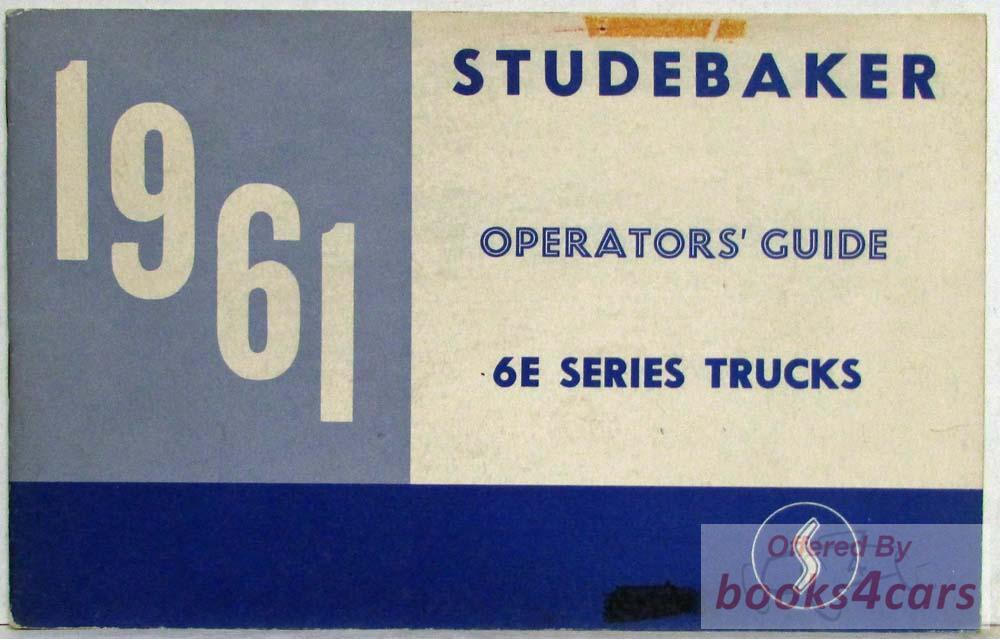 1961
STUDEBAKER
OPERATORS' GUIDE
6E SERIES TRUCKS
S
Offered By
books4cars